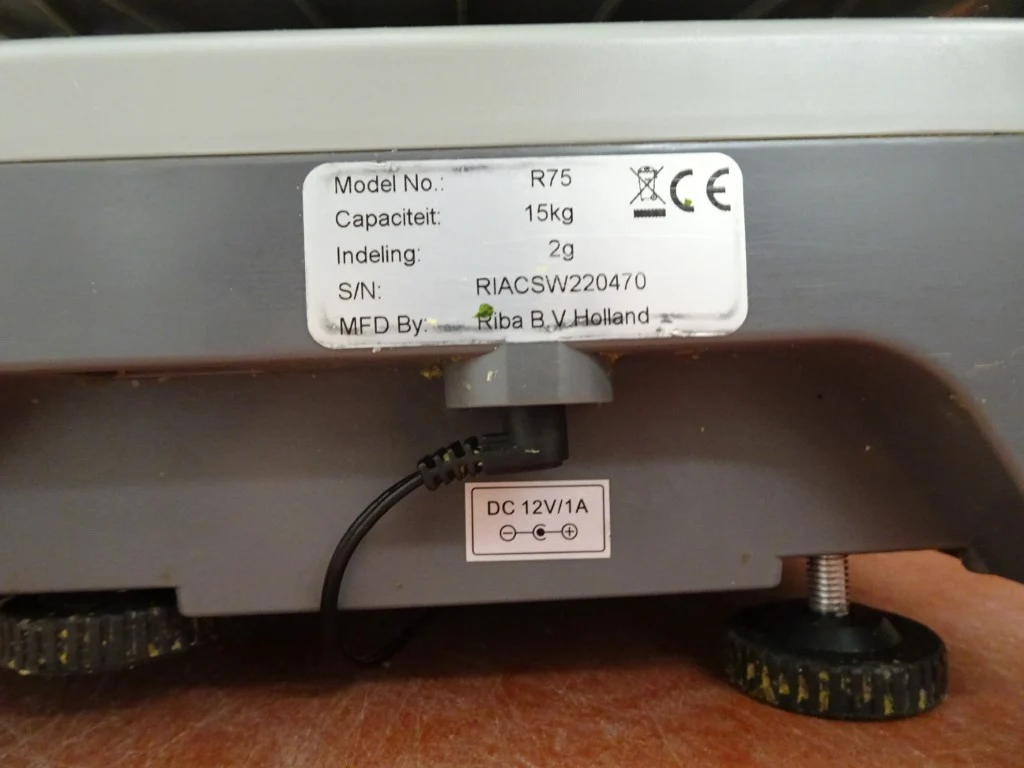 Model No.: R75
Capaciteit: 15kg
Indeling: 2g
S/N: RIACSW220470
MFD By: Riba B.V Holland
CE
DC 12V/1A